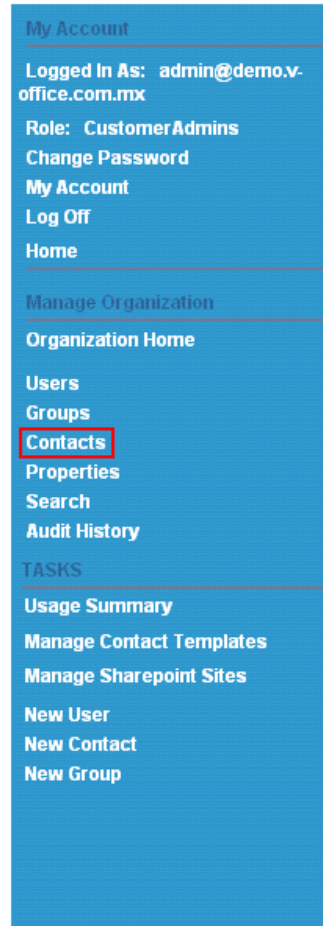 My Account
Logged In As: admin@demo.v-
office.com.mx
Role: CustomerAdmins
Change Password
My Account
Log Off
Home
Manage Organization
Organization Home
Users
Groups
Contacts
Properties
Search
Audit History
TASKS
Usage Summary
Manage Contact Templates
Manage Sharepoint Sites
New User
New Contact
New Group